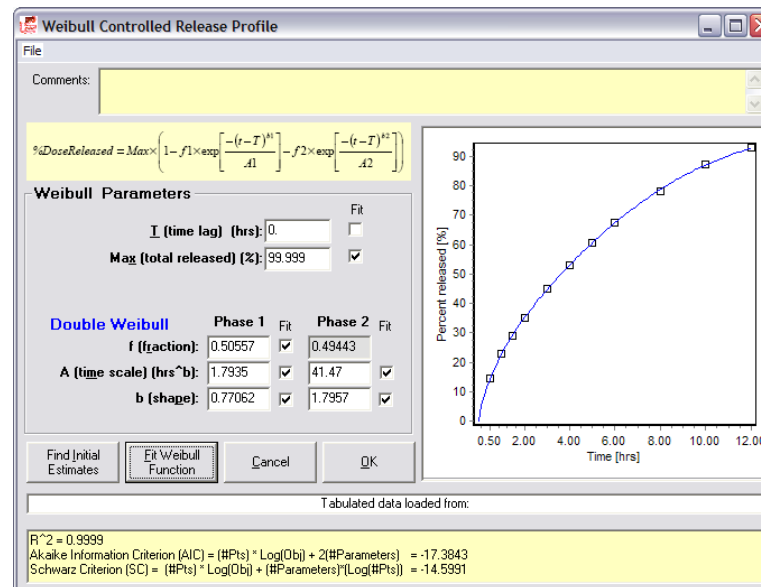 Weibull Controlled Release Profile
File
Comments:
%DoseReleased = Max×(1−f1×exp[−(t−T)^b1/A1]−f2×exp[−(t−T)^b2/A2])
Weibull Parameters
Fit
T (time lag) (hrs): 0.
Max (total released) (%): 99.999
Double Weibull Phase 1 Fit Phase 2 Fit
f (fraction): 0.50557 0.49443
A (time scale) (hrs^b): 1.7935 41.47
b (shape): 0.77062 1.7957
Find Initial Estimates
Fit Weibull Function
Cancel
OK
Percent released [%]
90
80
70
60
50
40
30
20
10
0
0.50 2.00 4.00 6.00 8.00 10.00 12.00
Time [hrs]
Tabulated data loaded from:
R^2 = 0.9999
Akaike Information Criterion (AIC) = (#Pts) * Log(Obj) + 2(#Parameters) = -17.3843
Schwarz Criterion (SC) = (#Pts) * Log(Obj) + (#Parameters)*(Log(#Pts)) = -14.5991